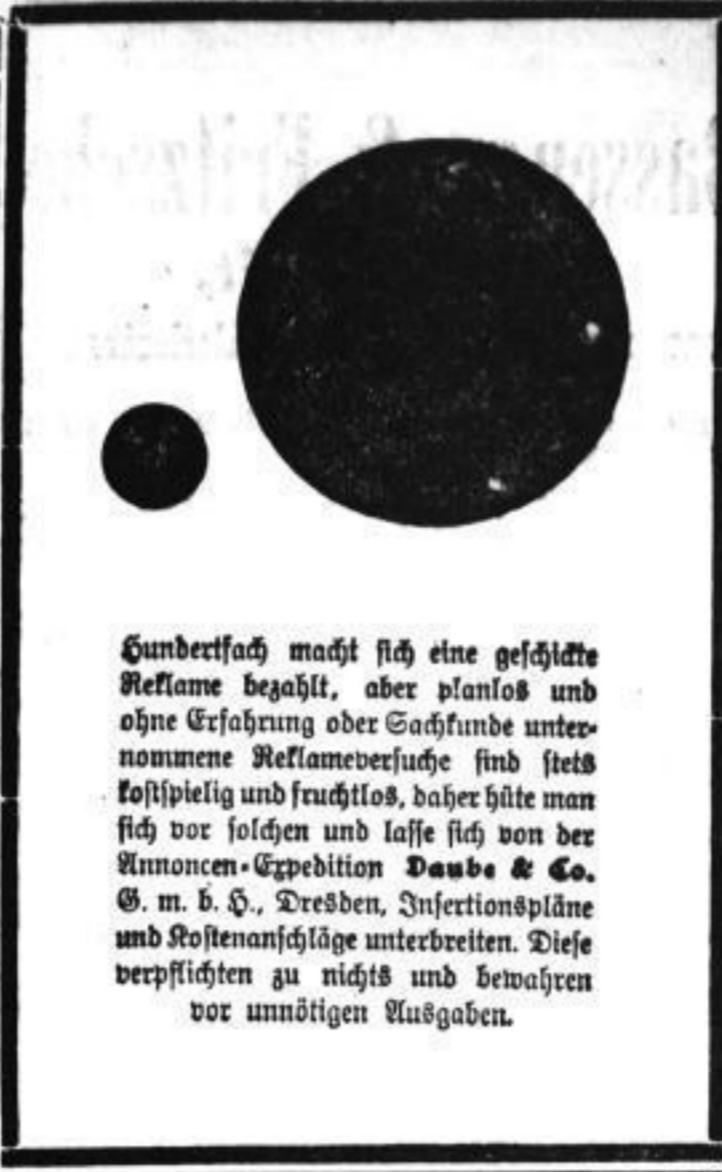 Hundertfach macht sich eine geschickte
Reklame bezahlt, aber planlos und
ohne Erfahrung oder Sachkunde unter-
nommene Reklameversuche sind stets
kostspielig und fruchtlos, daher hüte man
sich vor solchen und lasse sich von der
Annoncen-Expedition Daube & Co.
G. m. b. H., Dresden, Insertionspläne
und Kostenanschläge unterbreiten. Diese
verpflichten zu nichts und bewahren
vor unnötigen Ausgaben.